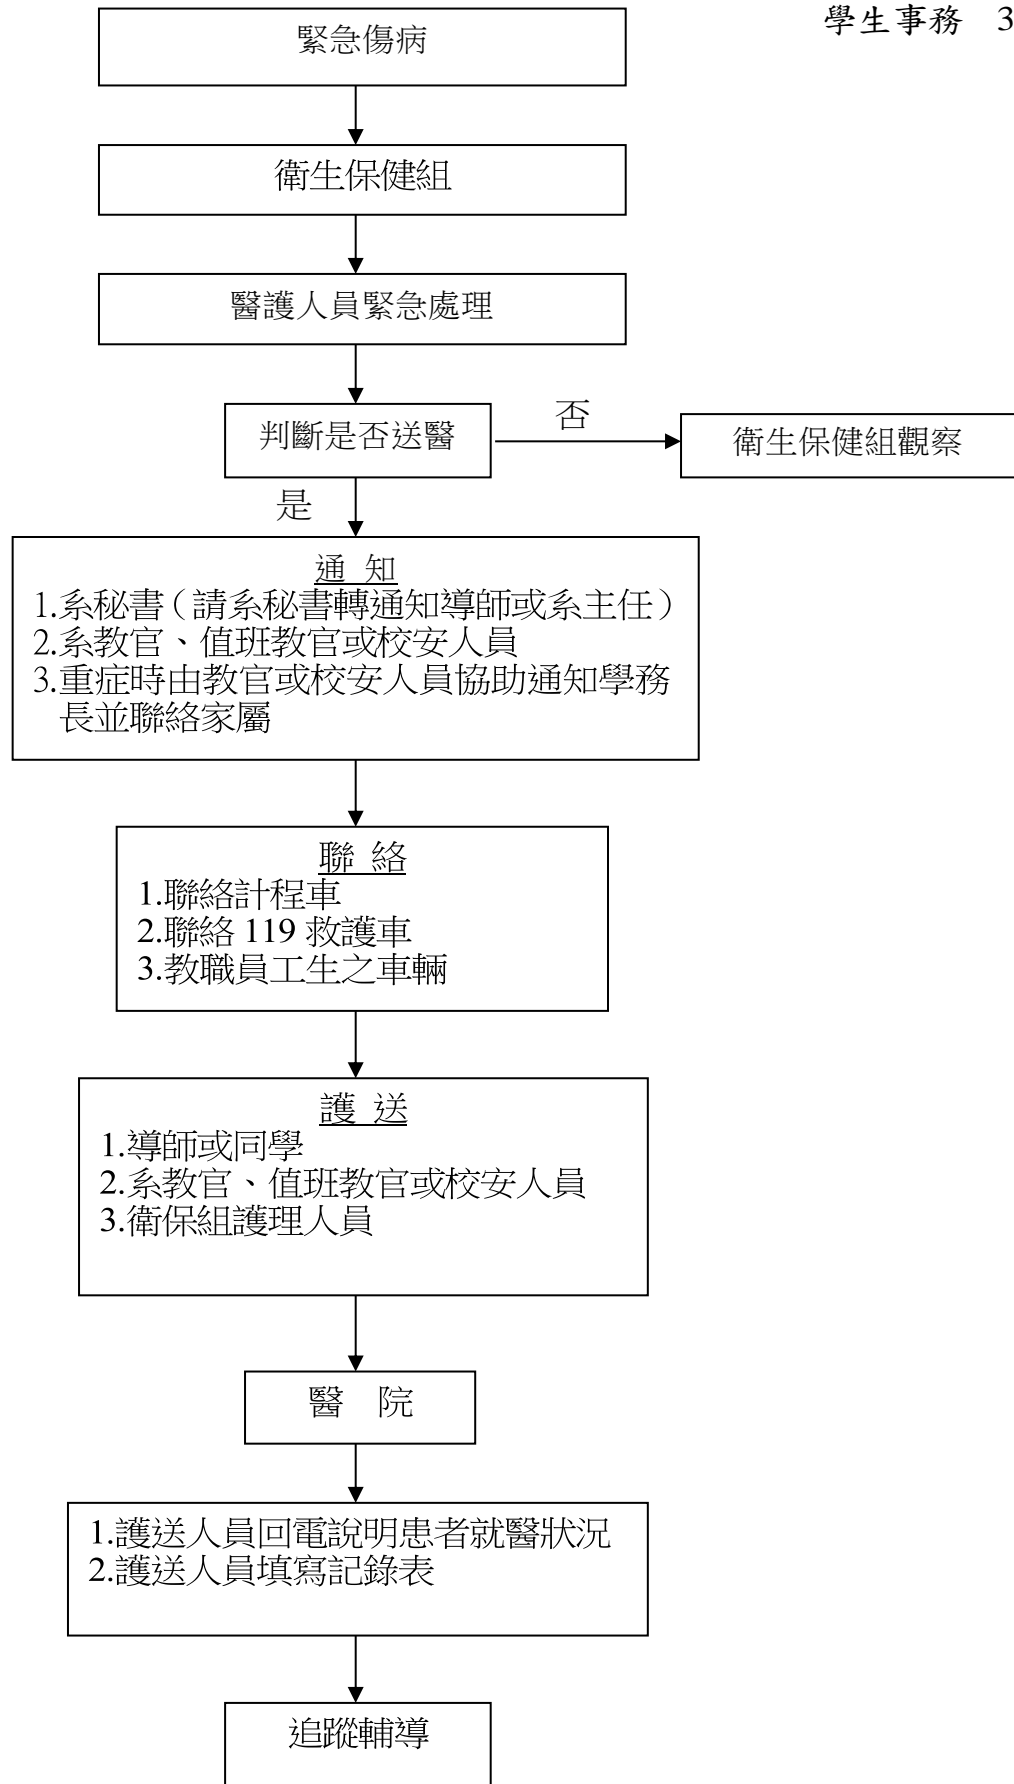 學生事務 3
緊急傷病
衛生保健組
醫護人員緊急處理
判斷是否送醫
否
衛生保健組觀察
是
通 知
1.系秘書（請系秘書轉通知導師或系主任）
2.系教官、值班教官或校安人員
3.重症時由教官或校安人員協助通知學務
長並聯絡家屬
聯 絡
1.聯絡計程車
2.聯絡 119 救護車
3.教職員工生之車輛
護 送
1.導師或同學
2.系教官、值班教官或校安人員
3.衛保組護理人員
醫 院
1.護送人員回電說明患者就醫狀況
2.護送人員填寫記錄表
追蹤輔導